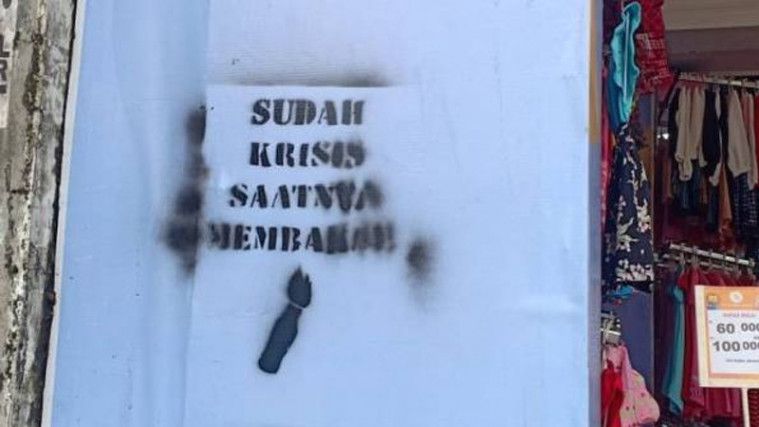 SUDAH
KRISIS
SAATNYA
MEMBAKAR!
60 000
100 000